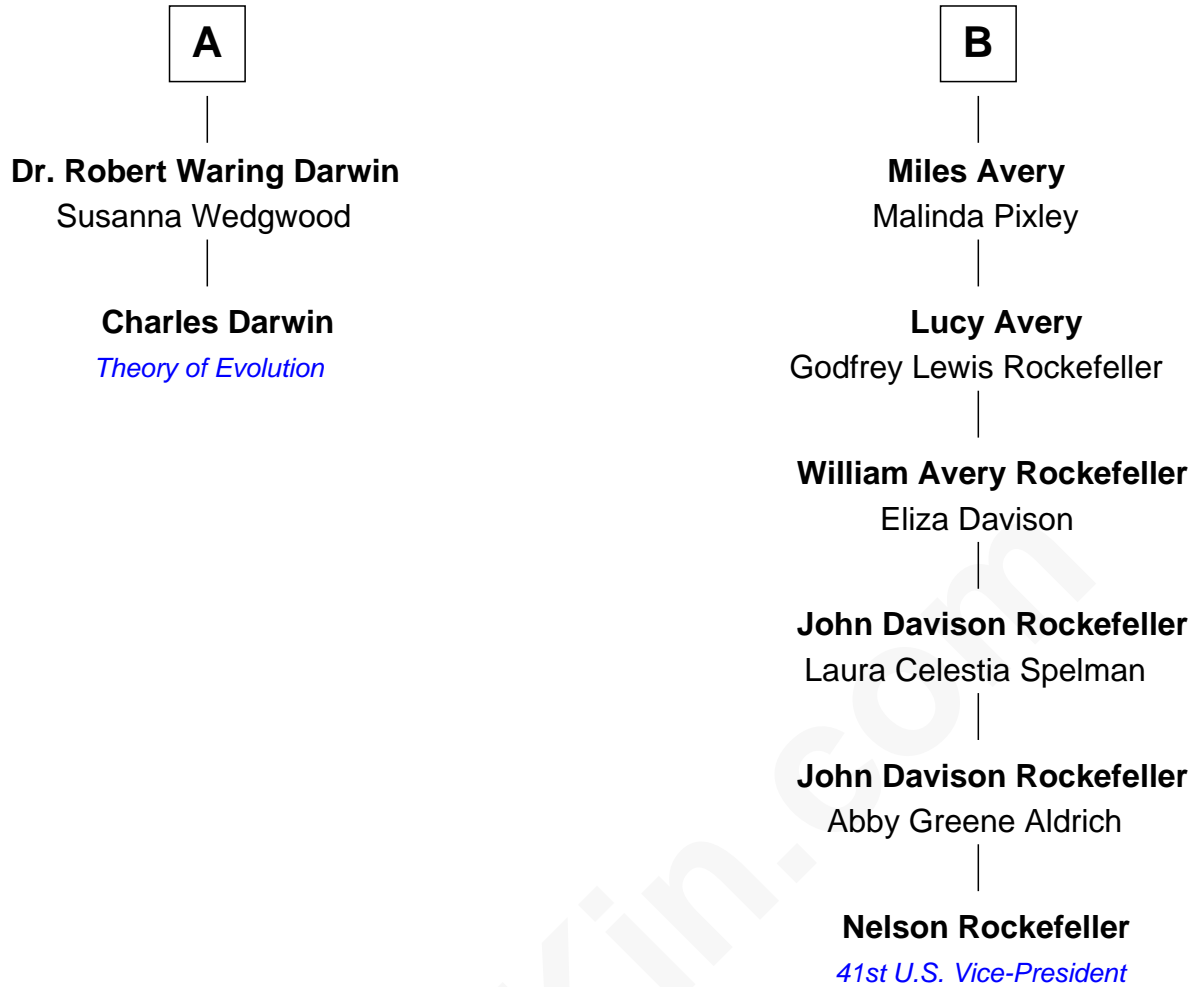 A
Dr. Robert Waring Darwin
Susanna Wedgwood
Charles Darwin
Theory of Evolution
B
Miles Avery
Malinda Pixley
Lucy Avery
Godfrey Lewis Rockefeller
William Avery Rockefeller
Eliza Davison
John Davison Rockefeller
Laura Celestia Spelman
John Davison Rockefeller
Abby Greene Aldrich
Nelson Rockefeller
41st U.S. Vice-President
Kin.com